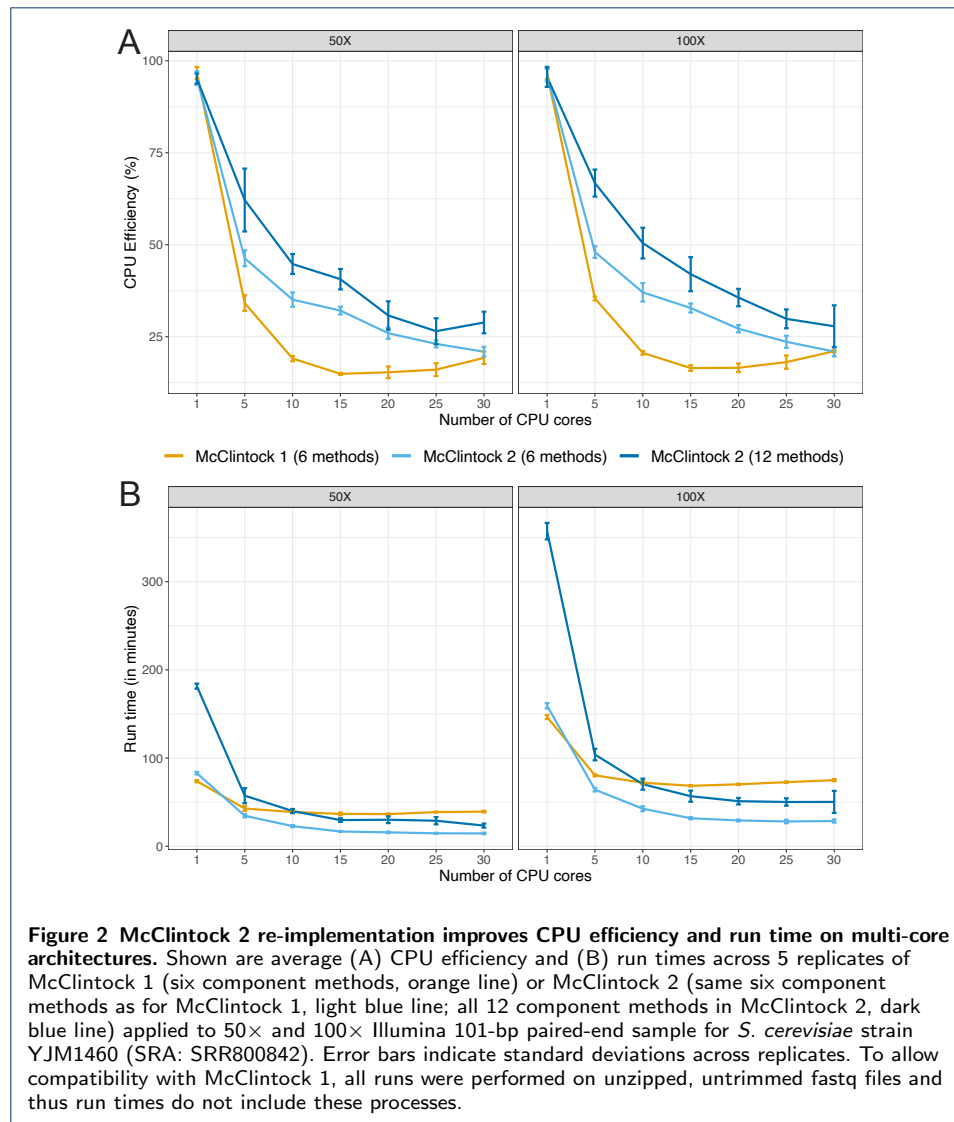 A
50X
100X
100
75
50
25
CPU Efficiency (%)
1 5 10 15 20 25 30
1 5 10 15 20 25 30
Number of CPU cores
McClintock 1 (6 methods) McClintock 2 (6 methods) McClintock 2 (12 methods)
B
50X
100X
300
200
100
0
Run time (in minutes)
1 5 10 15 20 25 30
1 5 10 15 20 25 30
Number of CPU cores
Figure 2 McClintock 2 re-implementation improves CPU efficiency and run time on multi-core
architectures. Shown are average (A) CPU efficiency and (B) run times across 5 replicates of
McClintock 1 (six component methods, orange line) or McClintock 2 (same six component
methods as for McClintock 1, light blue line; all 12 component methods in McClintock 2, dark
blue line) applied to 50× and 100× Illumina 101-bp paired-end sample for S. cerevisiae strain
YJM1460 (SRA: SRR800842). Error bars indicate standard deviations across replicates. To allow
compatibility with McClintock 1, all runs were performed on unzipped, untrimmed fastq files and
thus run times do not include these processes.